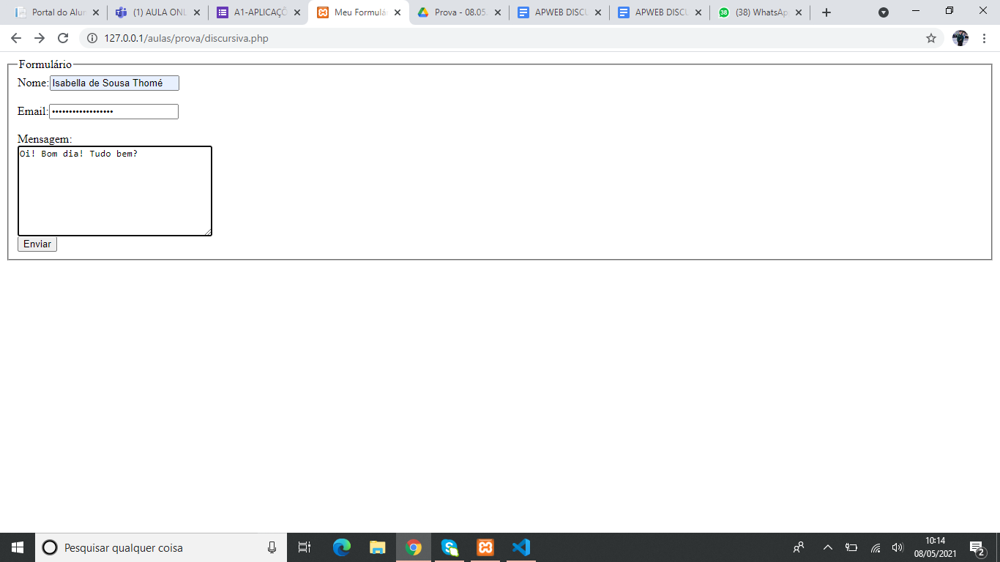 Portal do Alur
(1) AULA ONL
A1-APLICAÇÕ
Meu Formulár
Prova - 08.05.
APWEB DISCU
APWEB DISCU
38
(38) WhatsAp
127.0.0.1/aulas/prova/discursiva.php
Formulário
Nome: Isabella de Sousa Thomé
Email: ••••••••••••••••••
Mensagem:
Oi! Bom dia! Tudo bem?
Enviar
Pesquisar qualquer coisa
10:14
08/05/2021
2